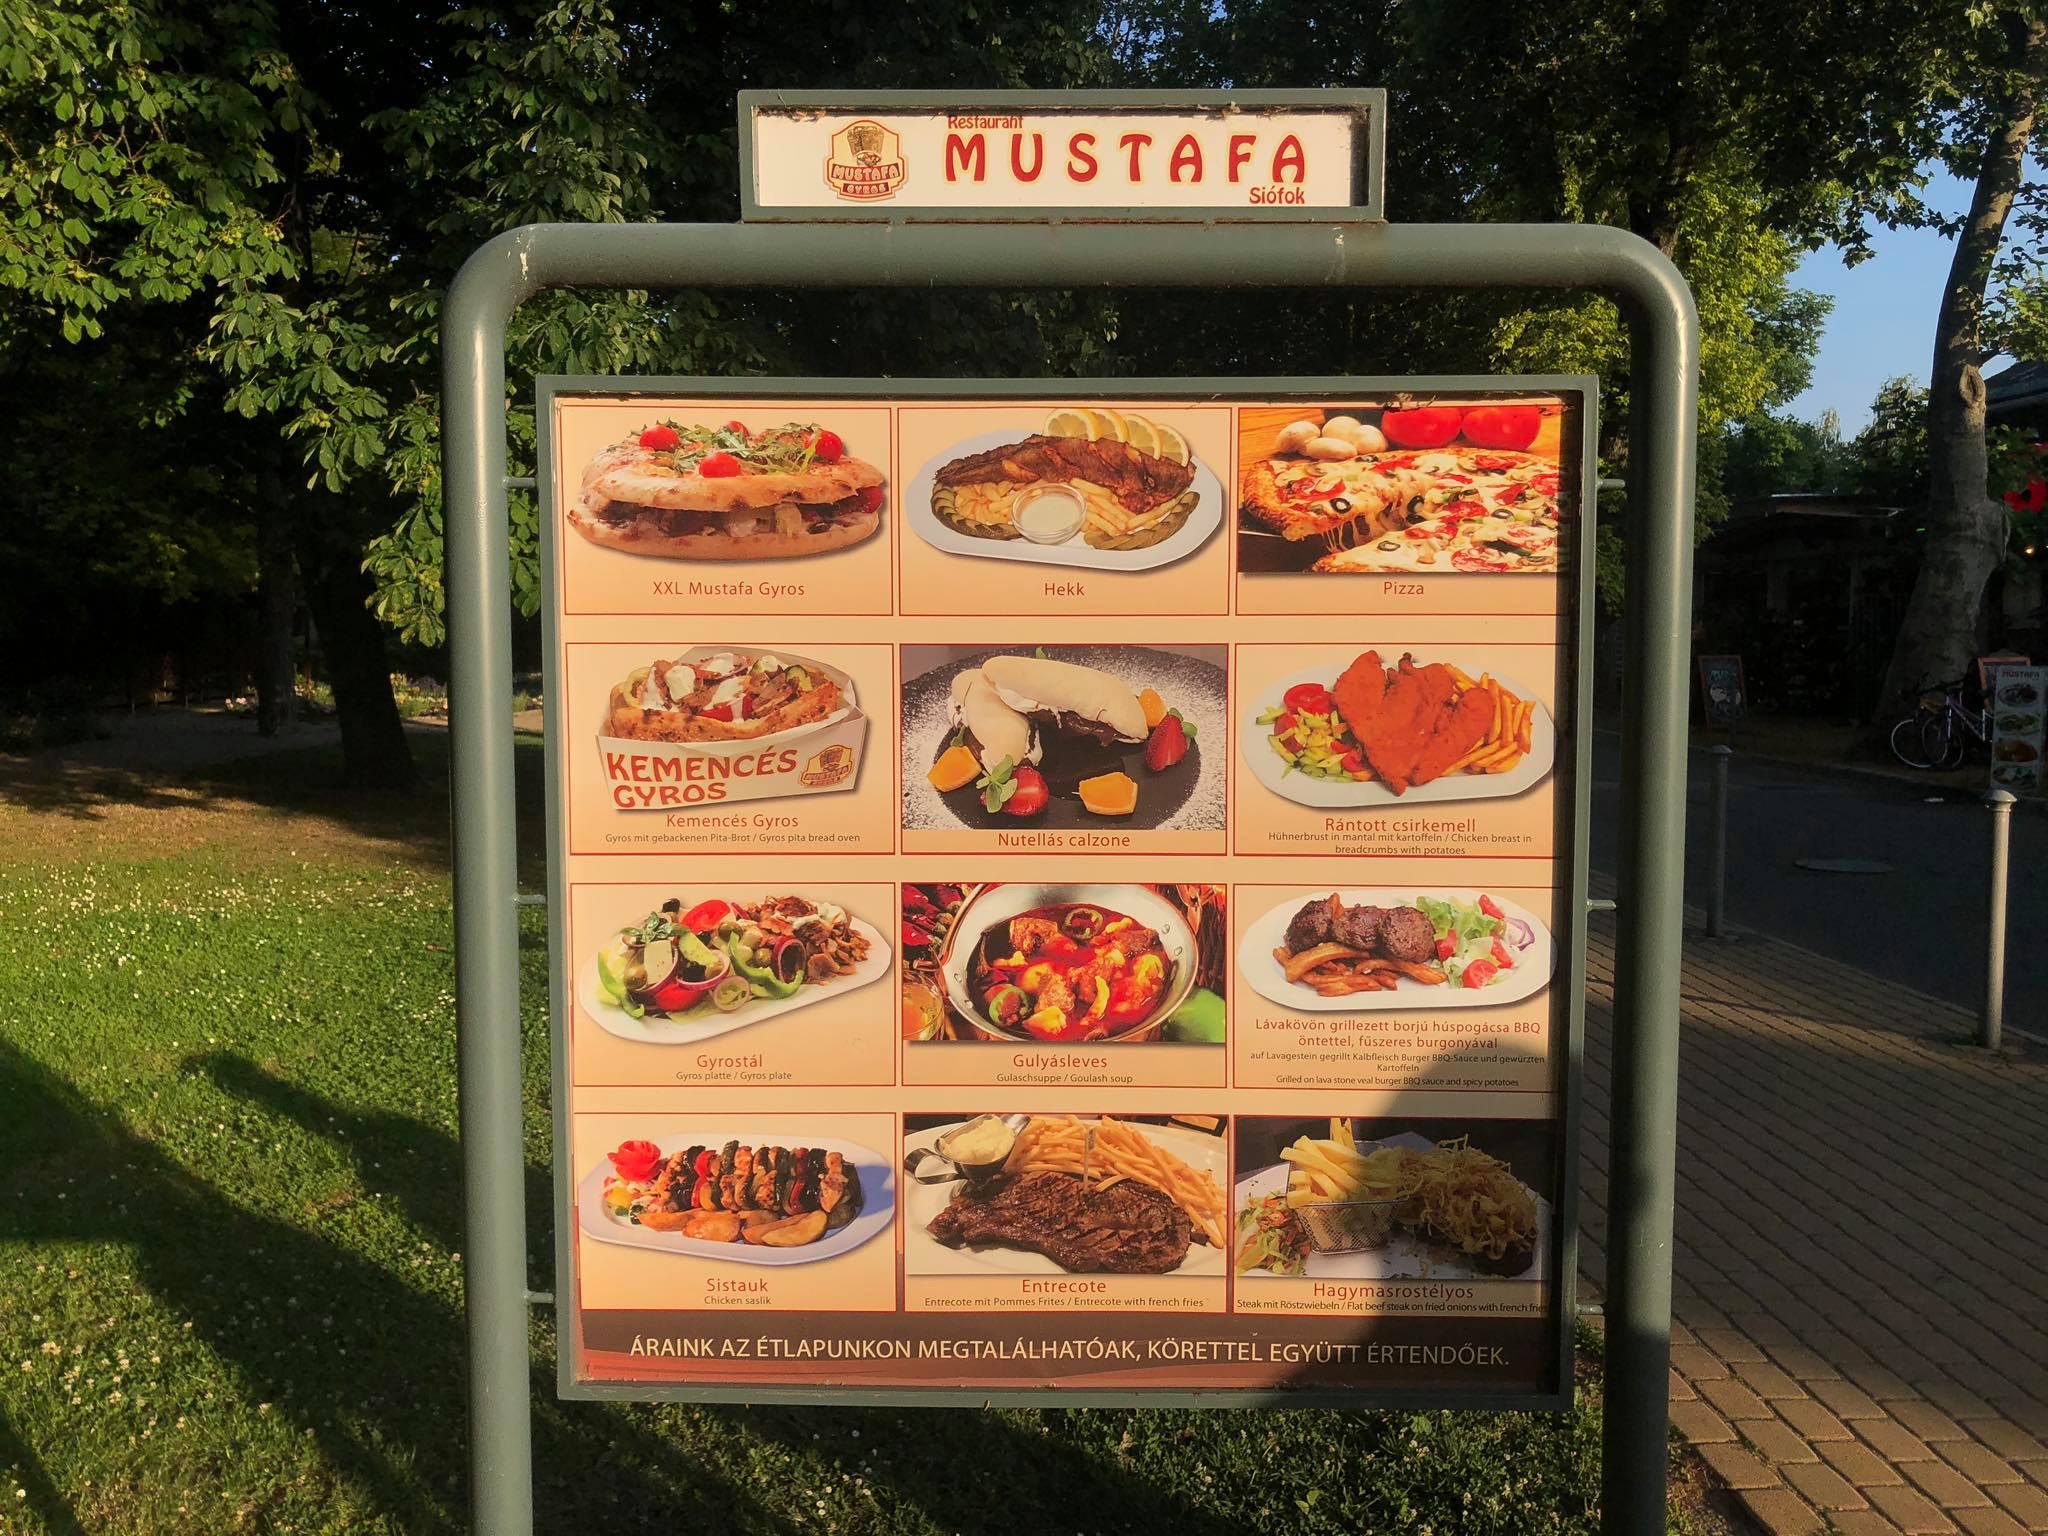 Restaurant
MUSTAFA
Siófok
MUSTAFA
GYROS
XXL Mustafa Gyros
Hekk
Pizza
KEMENCÉS
GYROS
MUSTAFA
Kemencés Gyros
Gyros mit gebackenen Pita-Brot / Gyros pita bread oven
Nutellás calzone
Rántott csirkemell
Hühnerbrust in mantal mit kartoffeln / Chicken breast in
breadcrumbs with potatoes
Gyrostál
Gyros platte / Gyros plate
Gulyásleves
Gulaschsuppe / Goulash soup
Lávakövön grillezett borjú húspogácsa BBQ
öntettel, fűszeres burgonyával
auf Lavagestein gegrillt Kalbfleisch Burger BBQ-Sauce und gewürzten
Kartoffeln
Grilled on lava stone veal burger BBQ sauce and spicy potatoes
Sistauk
Chicken saslik
Entrecote
Entrecote mit Pommes Frites / Entrecote with french fries
Hagymasrostélyos
Steak mit Röstzwiebeln / Flat beef steak on fried onions with french fries
ÁRAINK AZ ÉTLAPUNKON MEGTALÁLHATÓAK, KÖRETTEL EGYÜTT ÉRTENDŐEK.
MUSTAFA